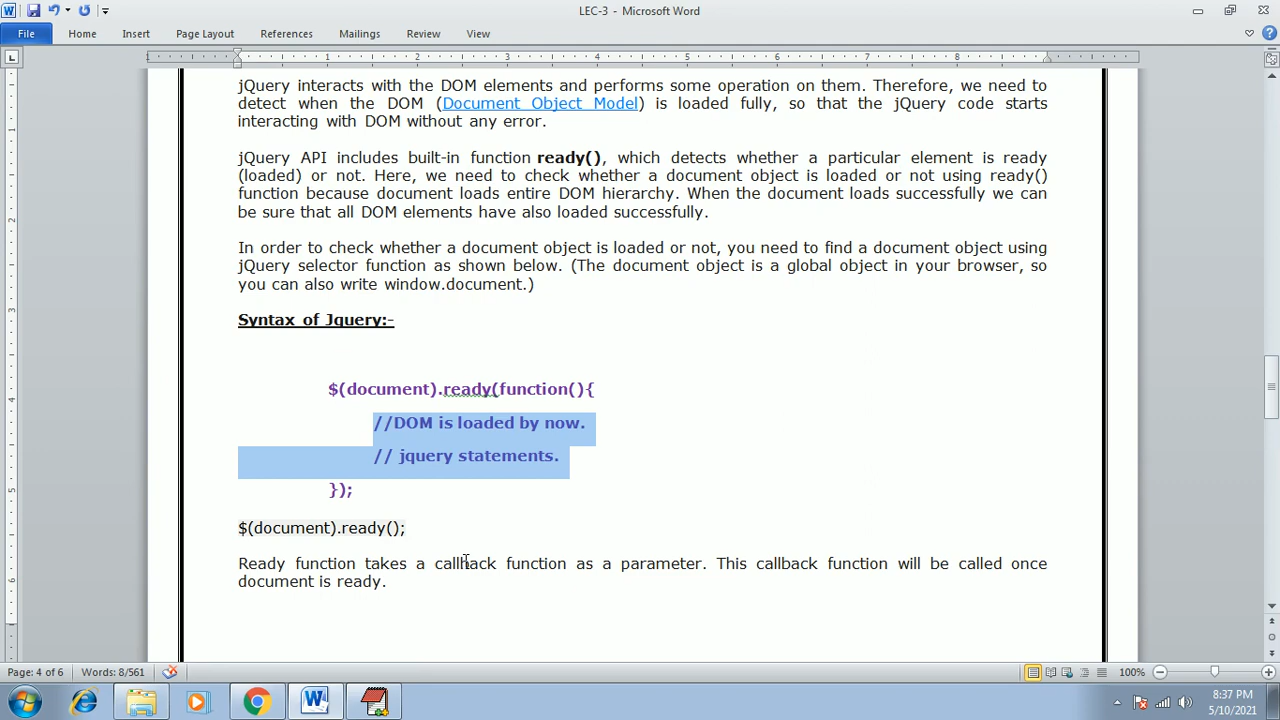 LEC-3 - Microsoft Word
File Home Insert Page Layout References Mailings Review View
1 1 2 3 4 5 6 7 8
jQuery interacts with the DOM elements and performs some operation on them. Therefore, we need to
detect when the DOM (Document Object Model) is loaded fully, so that the jQuery code starts
interacting with DOM without any error.
jQuery API includes built-in function ready(), which detects whether a particular element is ready
(loaded) or not. Here, we need to check whether a document object is loaded or not using ready()
function because document loads entire DOM hierarchy. When the document loads successfully we can
be sure that all DOM elements have also loaded successfully.
In order to check whether a document object is loaded or not, you need to find a document object using
jQuery selector function as shown below. (The document object is a global object in your browser, so
you can also write window.document.)
Syntax of Jquery:-
$(document).ready(function(){
//DOM is loaded by now.
// jquery statements.
});
$(document).ready();
Ready function takes a callback function as a parameter. This callback function will be called once
document is ready.
Page: 4 of 6 Words: 8/561 100%
8:37 PM
5/10/2021